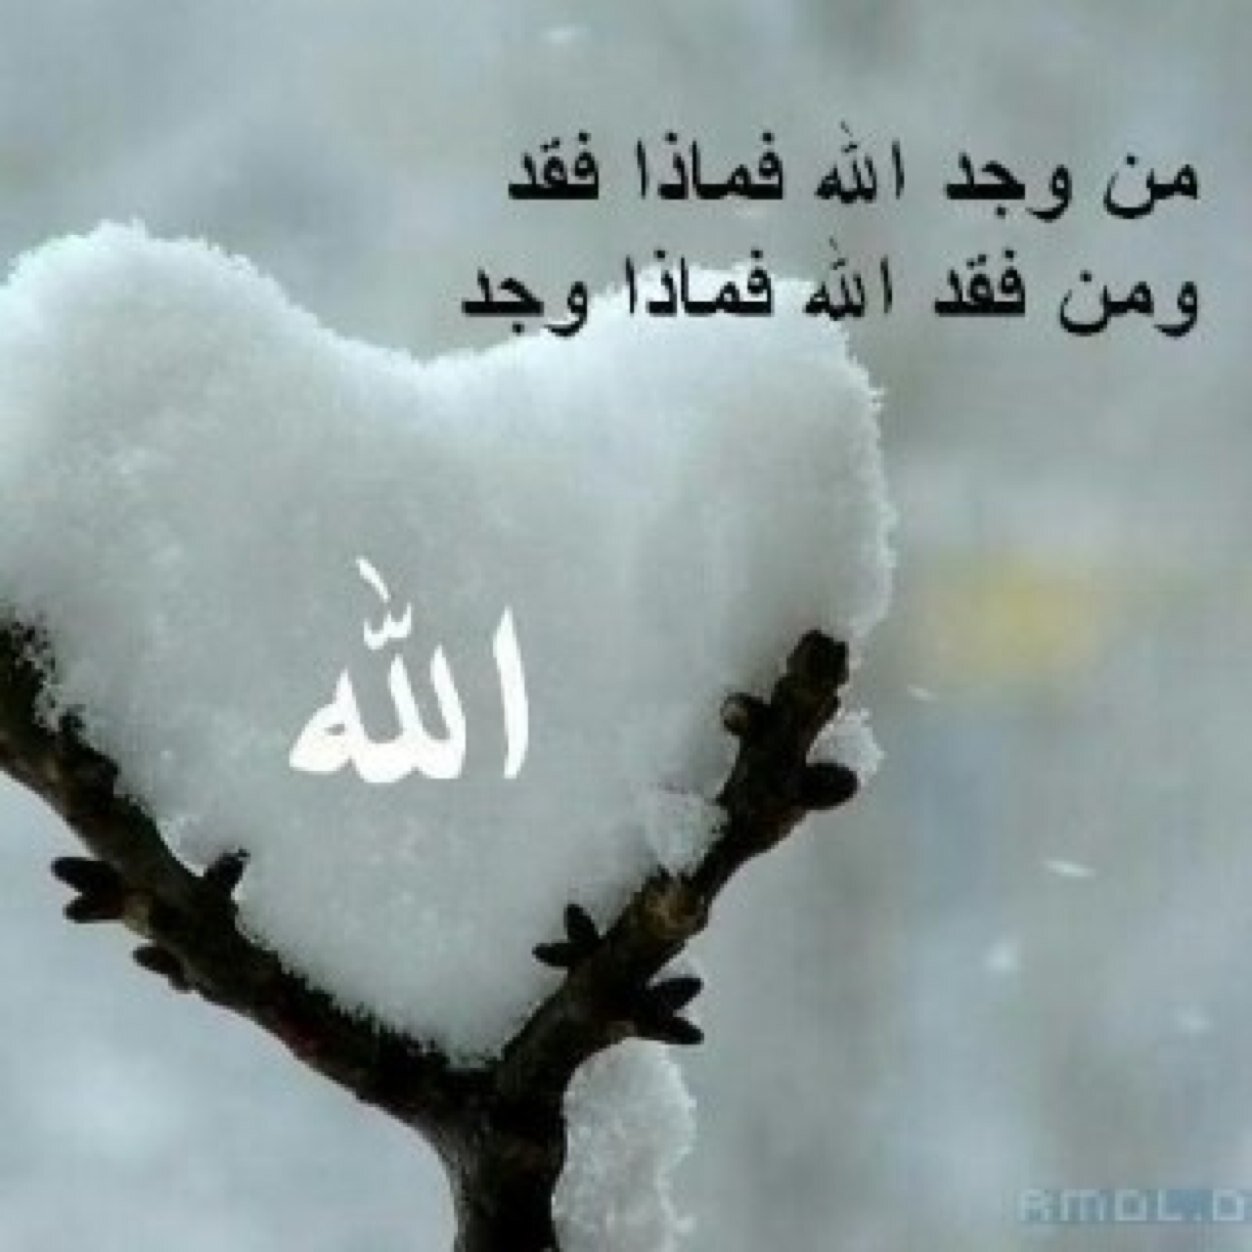 من وجد الله فماذا فقد
ومن فقد الله فماذا وجد
الله